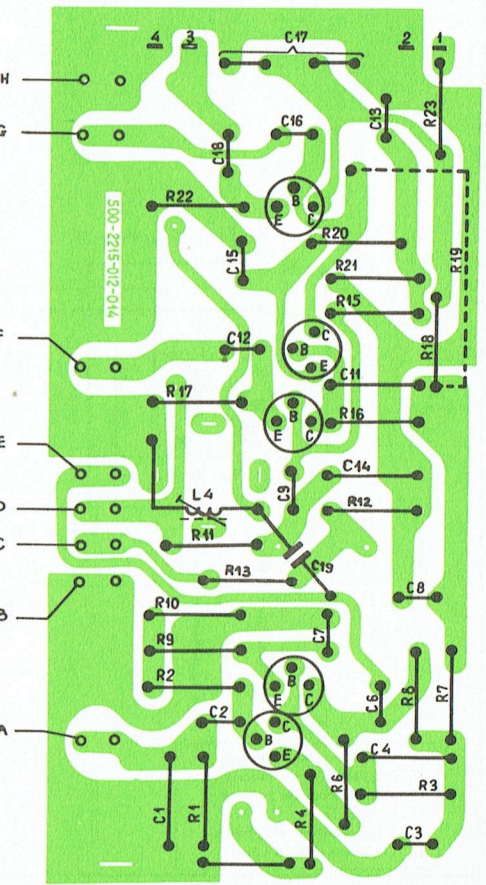 4
3
C17
2
1
H
G
C18
C16
C13
R23
B
E
C
R22
500-2215-012-014
C15
R20
R19
R21
R15
R18
C12
C
B
E
C11
R17
B
E
C
R16
E
C9
C14
L4
R12
R11
C
C19
R13
B
C8
R10
C7
R9
B
R2
E
C
C6
R8
R7
C2
C
B
E
A
C4
R6
R3
C1
R1
R4
C3